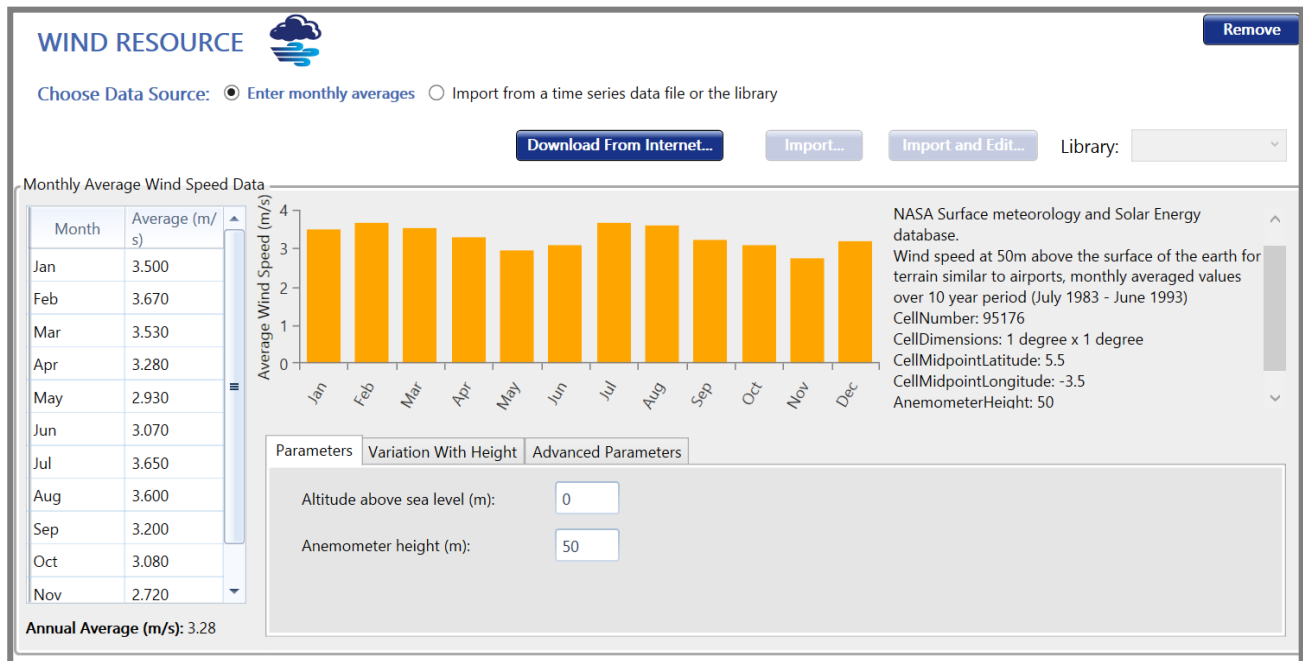 WIND RESOURCE
Remove
Choose Data Source: Enter monthly averages Import from a time series data file or the library
Download From Internet... Import... Import and Edit... Library:
Monthly Average Wind Speed Data
Month Average (m/
s)
Jan 3.500
Feb 3.670
Mar 3.530
Apr 3.280
May 2.930
Jun 3.070
Jul 3.650
Aug 3.600
Sep 3.200
Oct 3.080
Nov 2.720
Annual Average (m/s): 3.28
Average Wind Speed (m/s)
4
3
2
1
0
Jan Feb Mar Apr May Jun Jul Aug Sep Oct Nov Dec
NASA Surface meteorology and Solar Energy
database.
Wind speed at 50m above the surface of the earth for
terrain similar to airports, monthly averaged values
over 10 year period (July 1983 - June 1993)
CellNumber: 95176
CellDimensions: 1 degree x 1 degree
CellMidpointLatitude: 5.5
CellMidpointLongitude: -3.5
AnemometerHeight: 50
Parameters Variation With Height Advanced Parameters
Altitude above sea level (m): 0
Anemometer height (m): 50